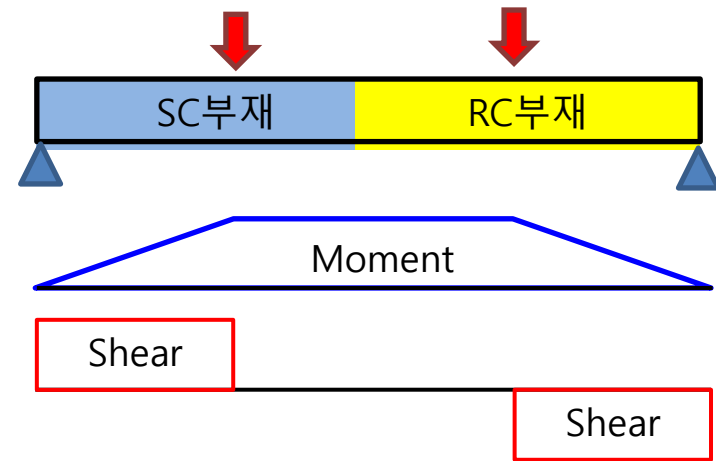 SC부재
RC부재
Moment
Shear
Shear